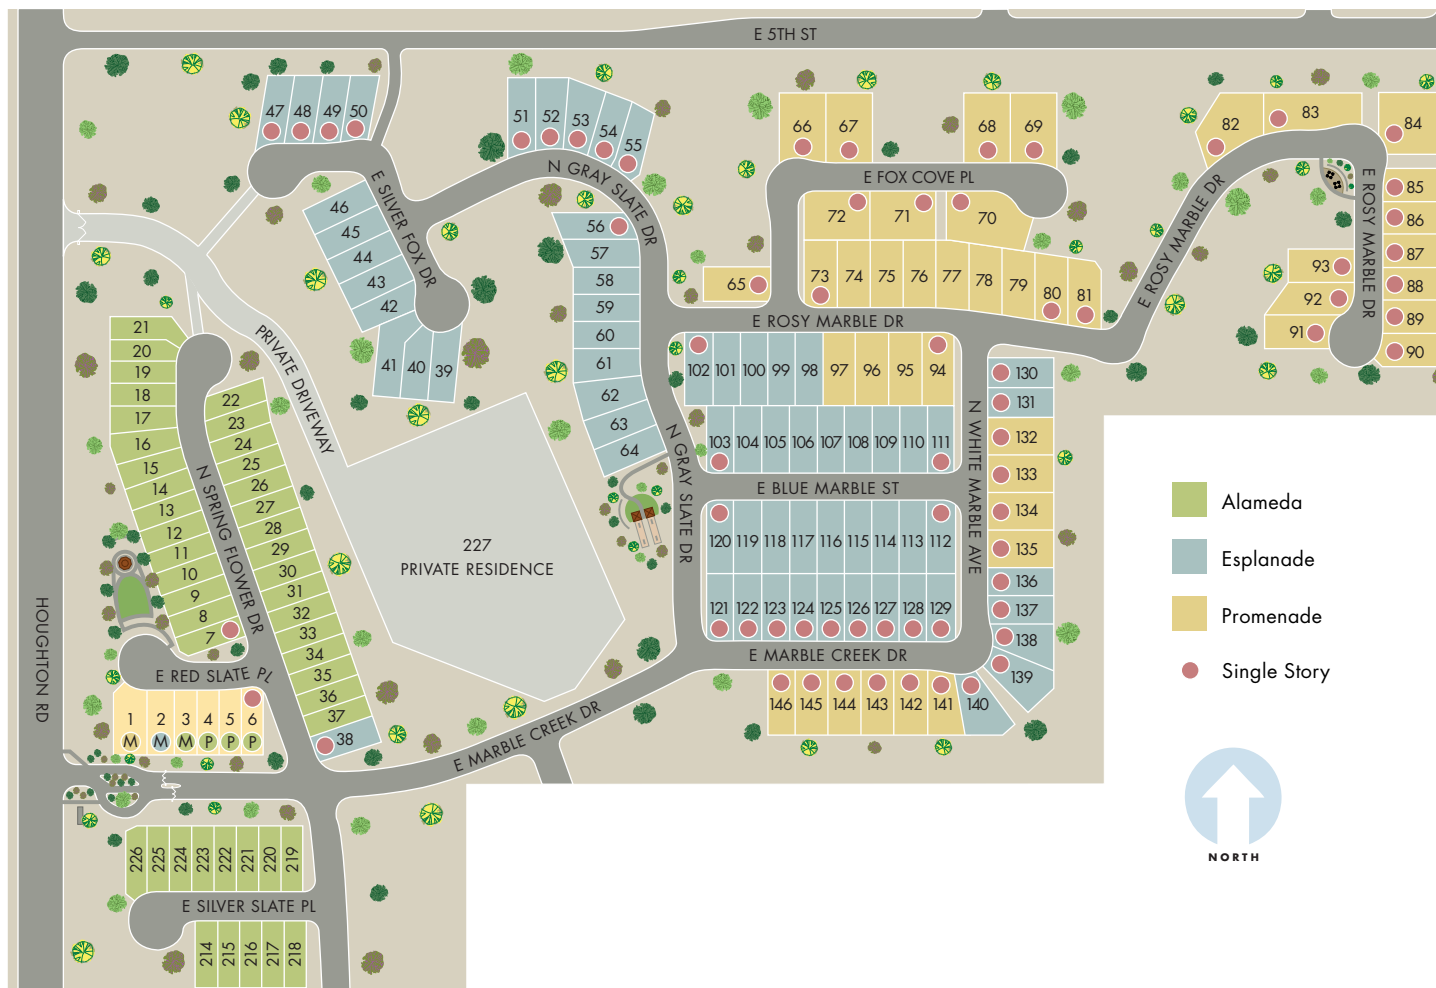 E 5TH ST
47 48 49 50
51 52 53 54 55
66 67
68 69
82 83 84
N GRAY SLATE DR
E FOX COVE PL
E SILVER FOX DR
E ROSY MARBLE DR
E ROSY MARBLE DR
85
86
87
88
89
90
46
45
44
43
42
41 40 39
56
57
58
59
60
61
62
63
64
72 71 70
65
73 74 75 76 77 78 79 80 81
93
92
91
E ROSY MARBLE DR
21
20
19
18
17
16
15
14
13
12
11
10
9
8
7
PRIVATE DRIVEWAY
22
23
24
25
26
27
28
29
30
31
32
33
34
35
36
37
38
N SPRING FLOWER DR
102 101 100 99 98 97 96 95 94
103 104 105 106 107 108 109 110 111
N GRAY SLATE DR
E BLUE MARBLE ST
N WHITE MARBLE AVE
120 119 118 117 116 115 114 113 112
121 122 123 124 125 126 127 128 129
130
131
132
133
134
135
136
137
138
139
140
E MARBLE CREEK DR
146 145 144 143 142 141
227
PRIVATE RESIDENCE
HOUGHTON RD
E RED SLATE PL
1 2 3 4 5 6
M M M P P P
E MARBLE CREEK DR
226 225 224 223 222 221 220 219
E SILVER SLATE PL
214 215 216 217 218
Alameda
Esplanade
Promenade
Single Story
NORTH